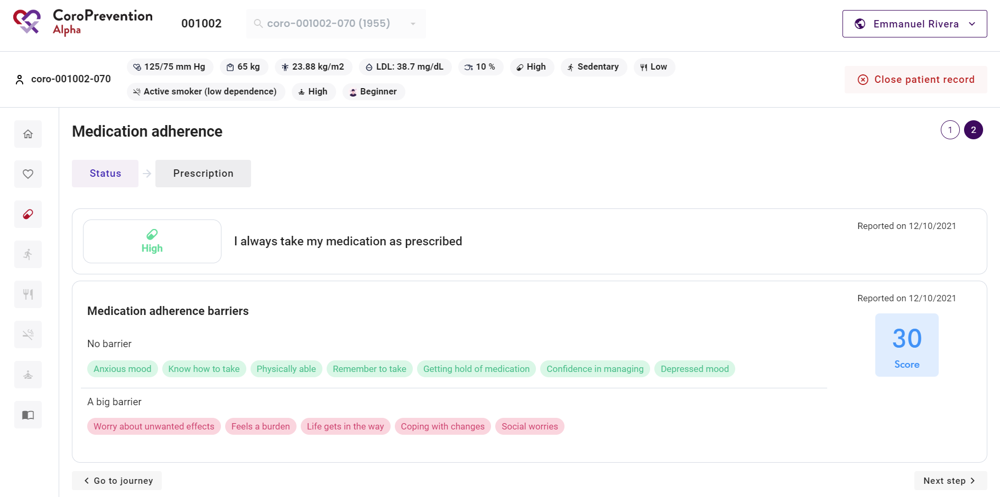 CoroPrevention
Alpha
001002
coro-001002-070 (1955)
Emmanuel Rivera
coro-001002-070
125/75 mm Hg
65 kg
23.88 kg/m2
LDL: 38.7 mg/dL
10 %
High
Sedentary
Low
Active smoker (low dependence)
High
Beginner
Close patient record
Medication adherence
1
2
Status
Prescription
High
I always take my medication as prescribed
Reported on 12/10/2021
Reported on 12/10/2021
Medication adherence barriers
30
Score
No barrier
Anxious mood
Know how to take
Physically able
Remember to take
Getting hold of medication
Confidence in managing
Depressed mood
A big barrier
Worry about unwanted effects
Feels a burden
Life gets in the way
Coping with changes
Social worries
Go to journey
Next step